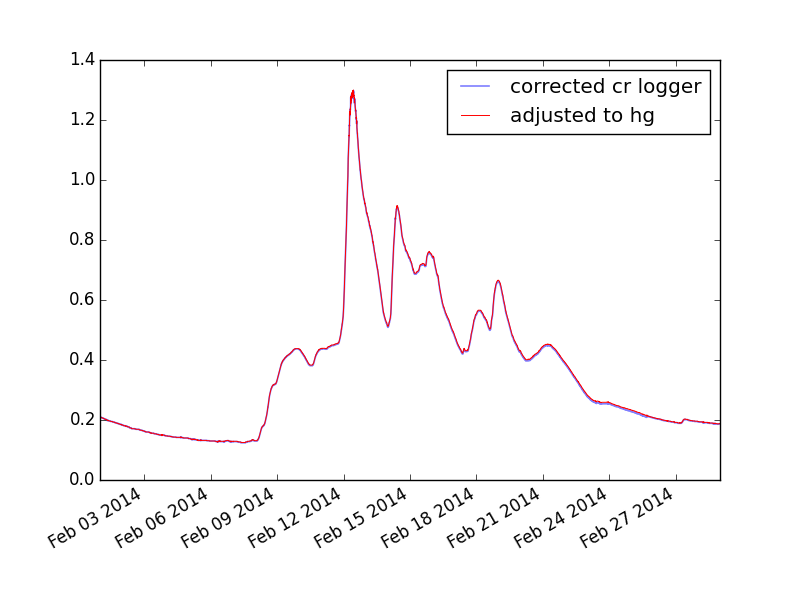 1.4
1.2
1.0
0.8
0.6
0.4
0.2
0.0
corrected cr logger
adjusted to hg
Feb 03 2014
Feb 06 2014
Feb 09 2014
Feb 12 2014
Feb 15 2014
Feb 18 2014
Feb 21 2014
Feb 24 2014
Feb 27 2014